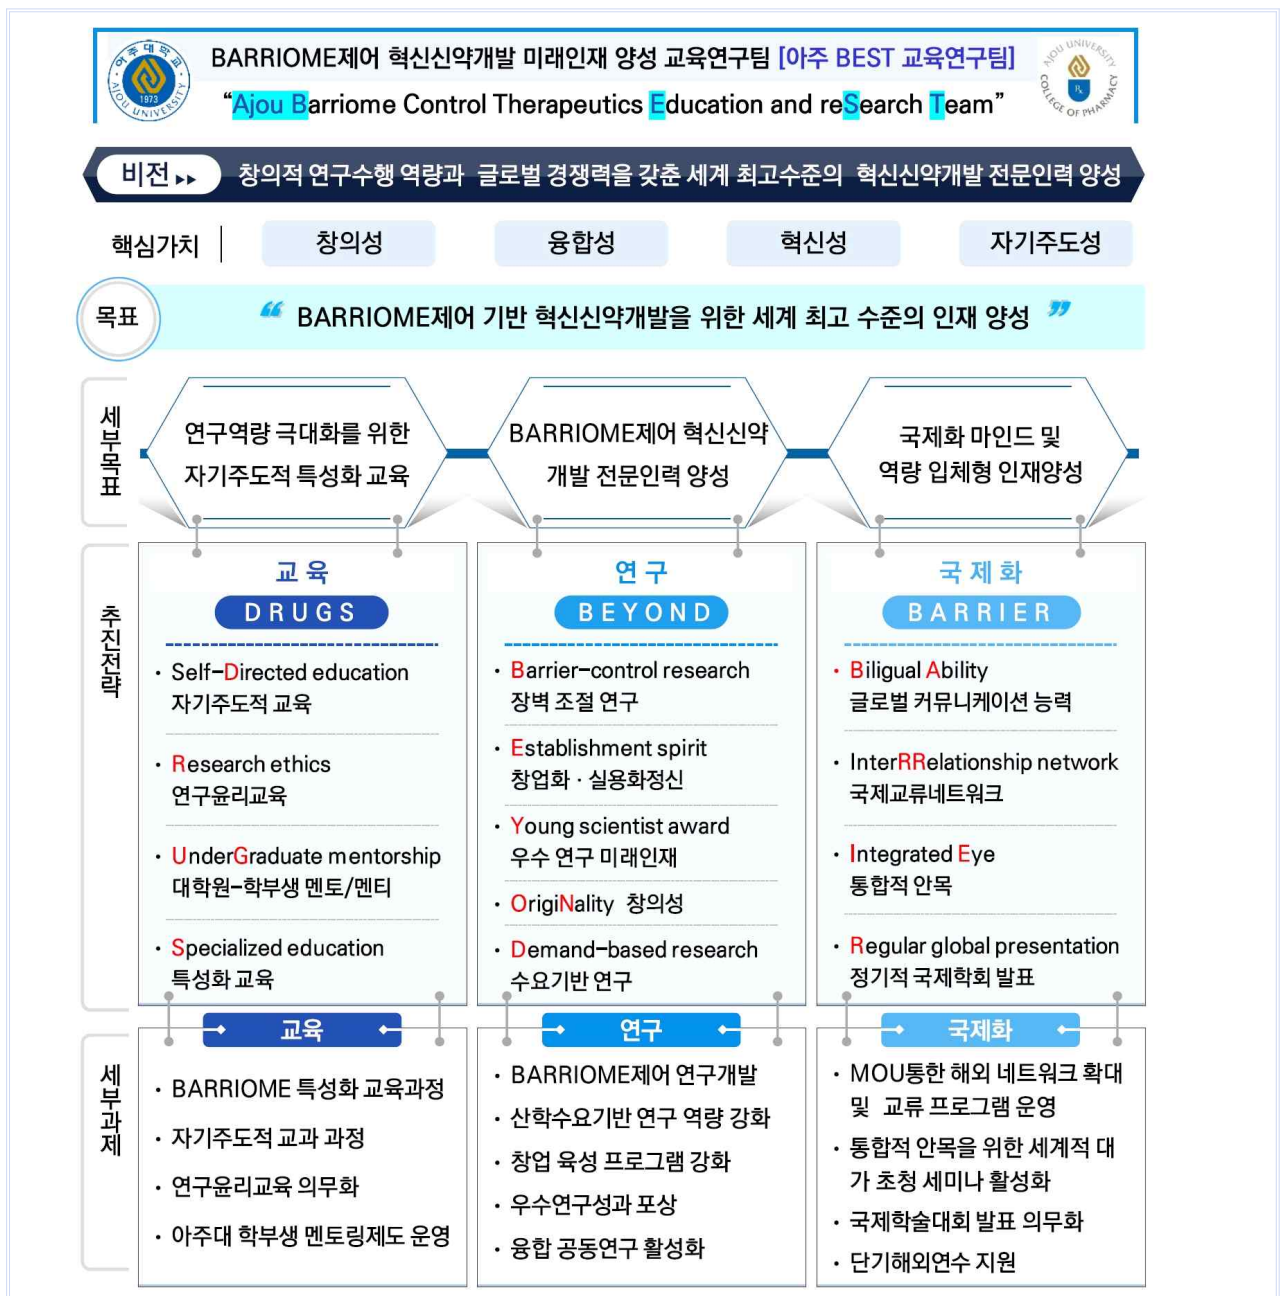 BARRIOME제어 혁신신약개발 미래인재 양성 교육연구팀 [아주 BEST 교육연구팀]
“Ajou Barriome Control Therapeutics Education and reSearch Team”
아주대학교
AJOU UNIVERSITY
1973
AJOU UNIVERSITY
COLLEGE OF PHARMACY
비전▸▸
창의적 연구수행 역량과 글로벌 경쟁력을 갖춘 세계 최고수준의 혁신신약개발 전문인력 양성
핵심가치
창의성
융합성
혁신성
자기주도성
목표
“ BARRIOME제어 기반 혁신신약개발을 위한 세계 최고 수준의 인재 양성 ”
세부목표
연구역량 극대화를 위한
자기주도적 특성화 교육
BARRIOME제어 혁신신약
개발 전문인력 양성
국제화 마인드 및
역량 입체형 인재양성
추진전략
교육
DRUGS
· Self-Directed education
자기주도적 교육
· Research ethics
연구윤리교육
· UnderGraduate mentorship
대학원-학부생 멘토/멘티
· Specialized education
특성화 교육
연구
BEYOND
· Barrier-control research
장벽 조절 연구
· Establishment spirit
창업화 · 실용화정신
· Young scientist award
우수 연구 미래인재
· OrigiNality 창의성
· Demand-based research
수요기반 연구
국제화
BARRIER
· Biligual Ability
글로벌 커뮤니케이션 능력
· InterRRelationship network
국제교류네트워크
· Integrated Eye
통합적 안목
· Regular global presentation
정기적 국제학회 발표
세부과제
교육
· BARRIOME 특성화 교육과정
· 자기주도적 교과 과정
· 연구윤리교육 의무화
· 아주대 학부생 멘토링제도 운영
연구
· BARRIOME제어 연구개발
· 산학수요기반 연구 역량 강화
· 창업 육성 프로그램 강화
· 우수연구성과 포상
· 융합 공동연구 활성화
국제화
· MOU통한 해외 네트워크 확대
및 교류 프로그램 운영
· 통합적 안목을 위한 세계적 대
가 초청 세미나 활성화
· 국제학술대회 발표 의무화
· 단기해외연수 지원